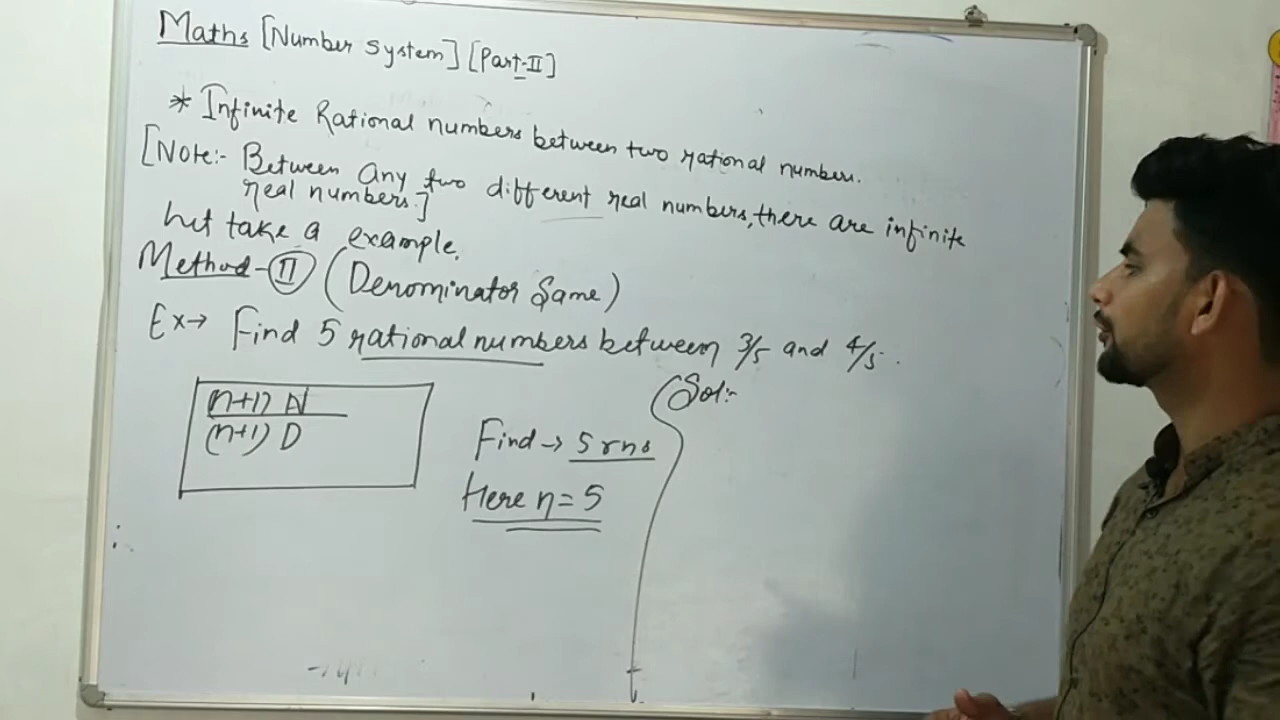 Maths [Number System] [Part-II]
* Infinite Rational numbers between two rational numbers.
[Note:- Between any two different real numbers, there are infinite
real numbers.]
Let take a example.
Method-II (Denominator Same)
Ex→ Find 5 rational numbers between 3/5 and 4/5.
(n+1) N
(n+1) D
Find → 5 rns
Here n = 5
Sol:-